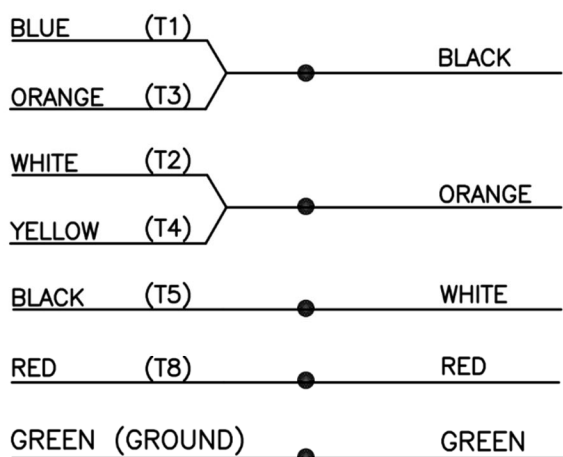 BLUE (T1)
BLACK
ORANGE (T3)
WHITE (T2)
ORANGE
YELLOW (T4)
BLACK (T5) WHITE
RED (T8) RED
GREEN (GROUND) GREEN